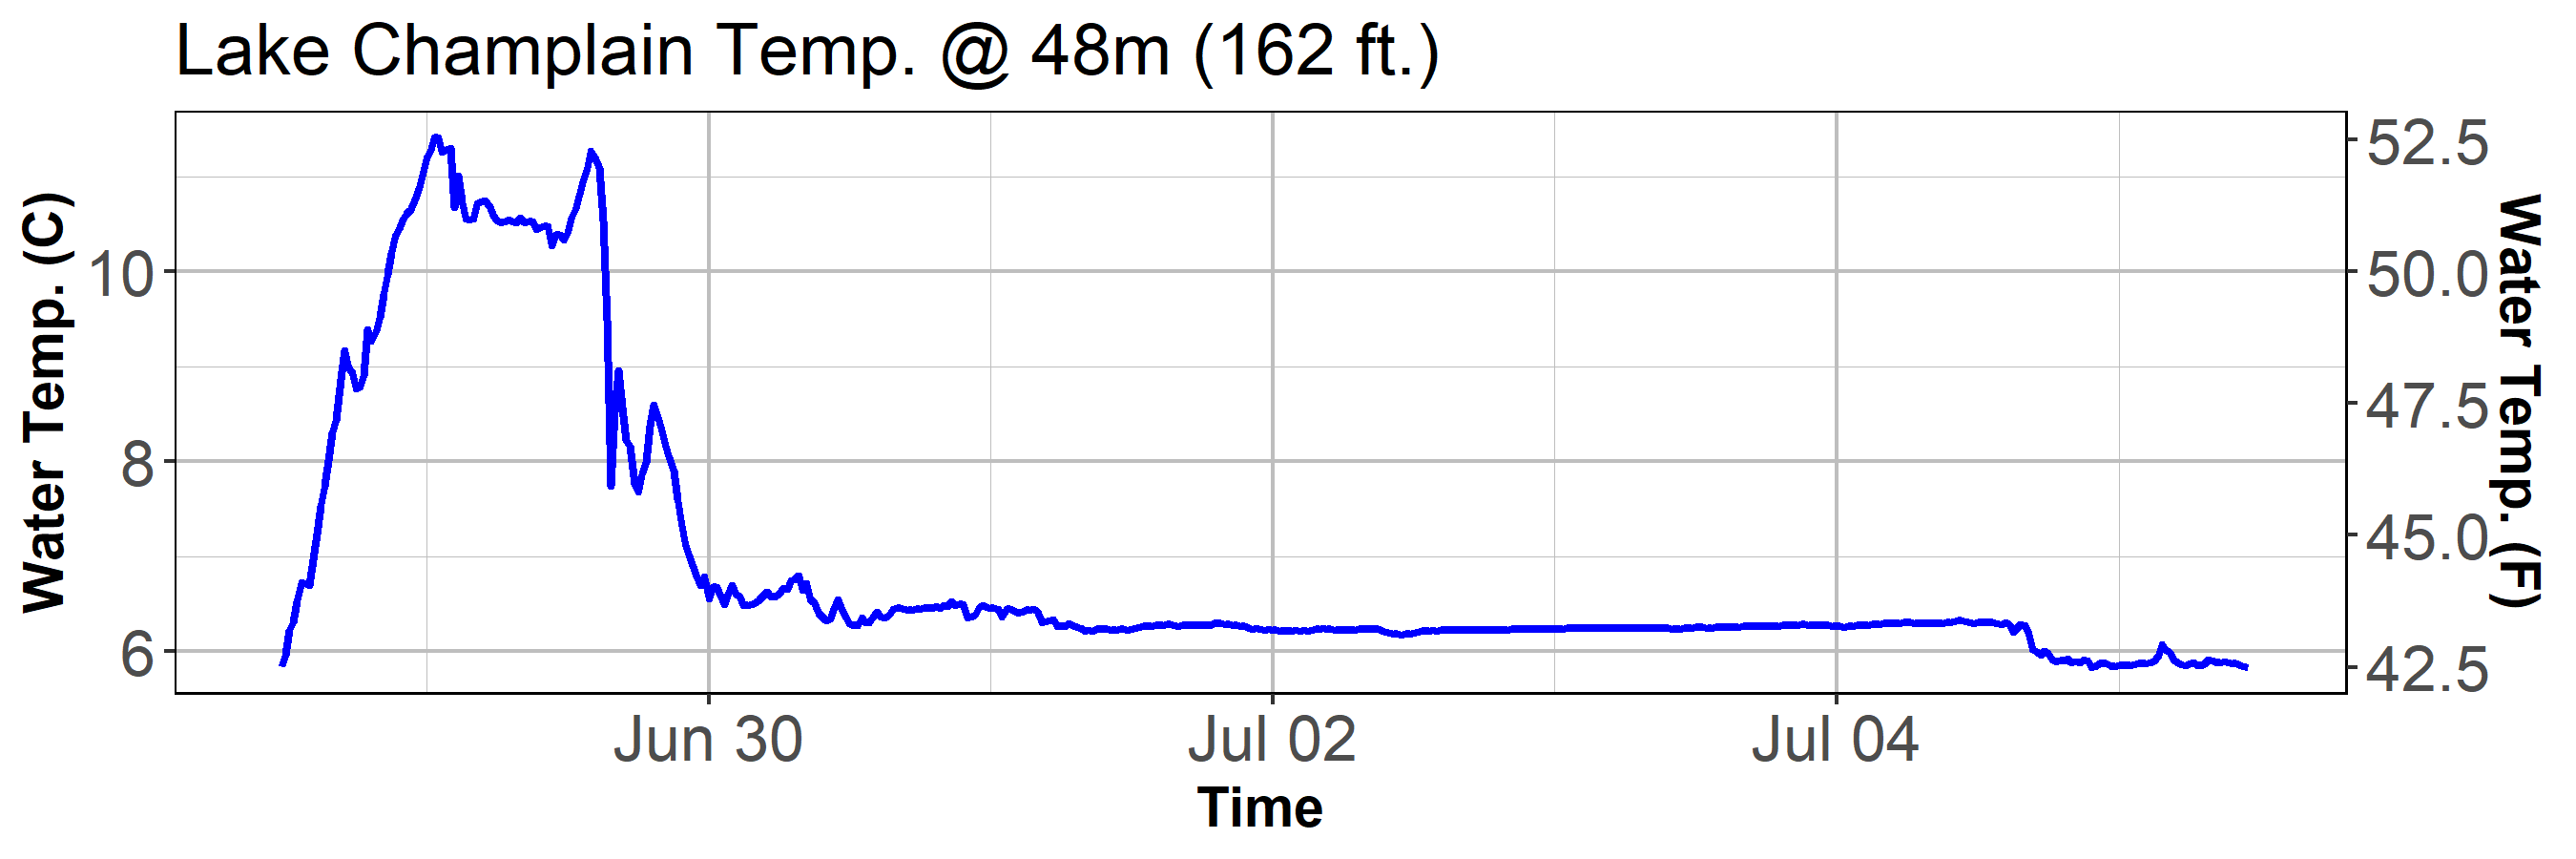 Lake Champlain Temp. @ 48m (162 ft.)
Water Temp. (C)
10
8
6
52.5
50.0
47.5
45.0
42.5
Water Temp. (F)
Jun 30
Jul 02
Jul 04
Time